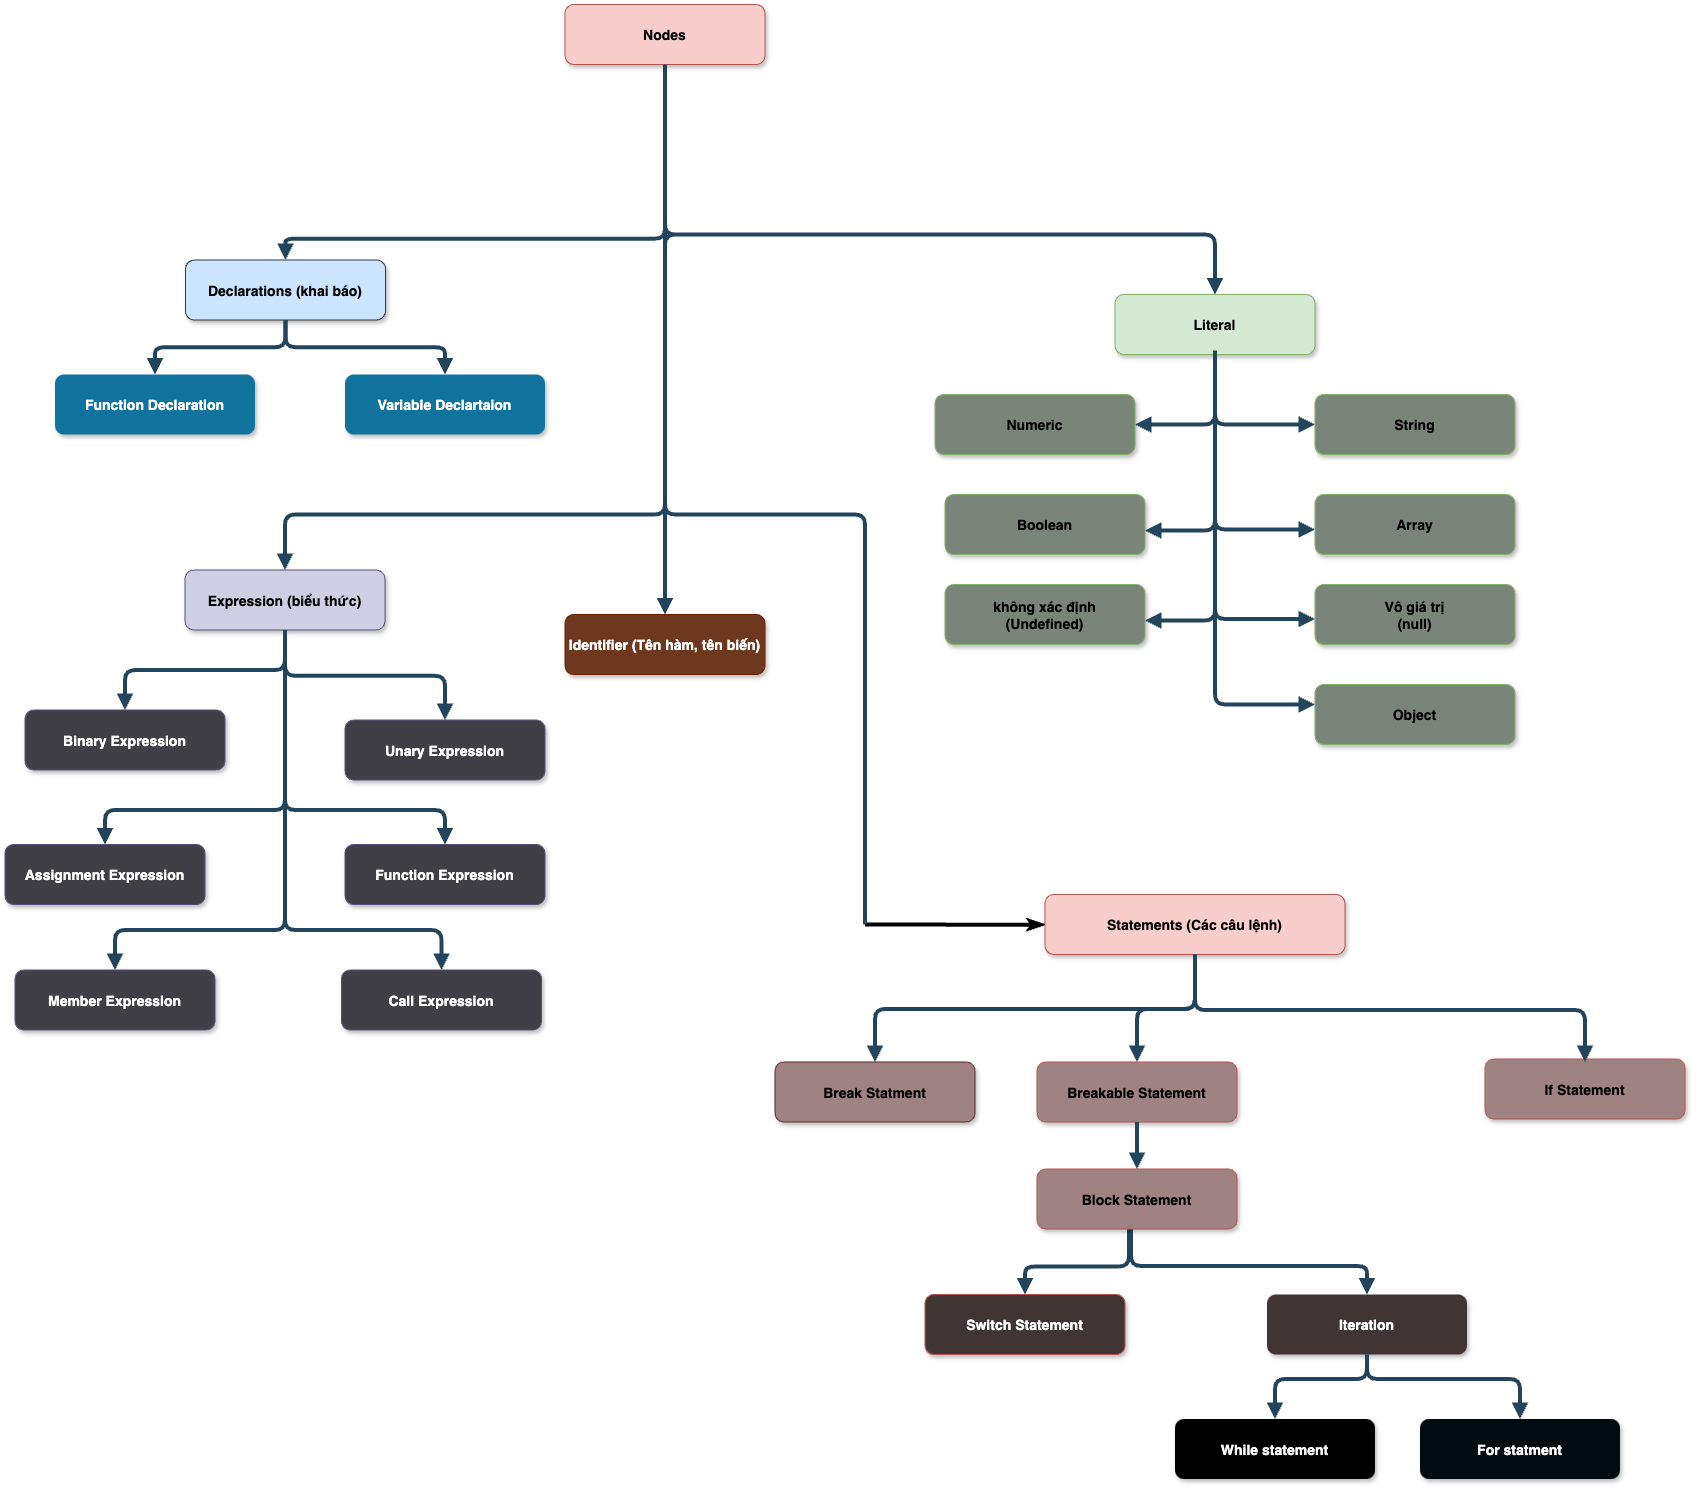 Nodes
Declarations (khai báo)
Function Declaration
Variable Declartaion
Literal
Numeric
String
Boolean
Array
không xác định
(Undefined)
Vô giá trị
(null)
Object
Expression (biểu thức)
Identifier (Tên hàm, tên biến)
Binary Expression
Unary Expression
Assignment Expression
Function Expression
Member Expression
Call Expression
Statements (Các câu lệnh)
Break Statment
Breakable Statement
If Statement
Block Statement
Switch Statement
Iteration
While statement
For statment